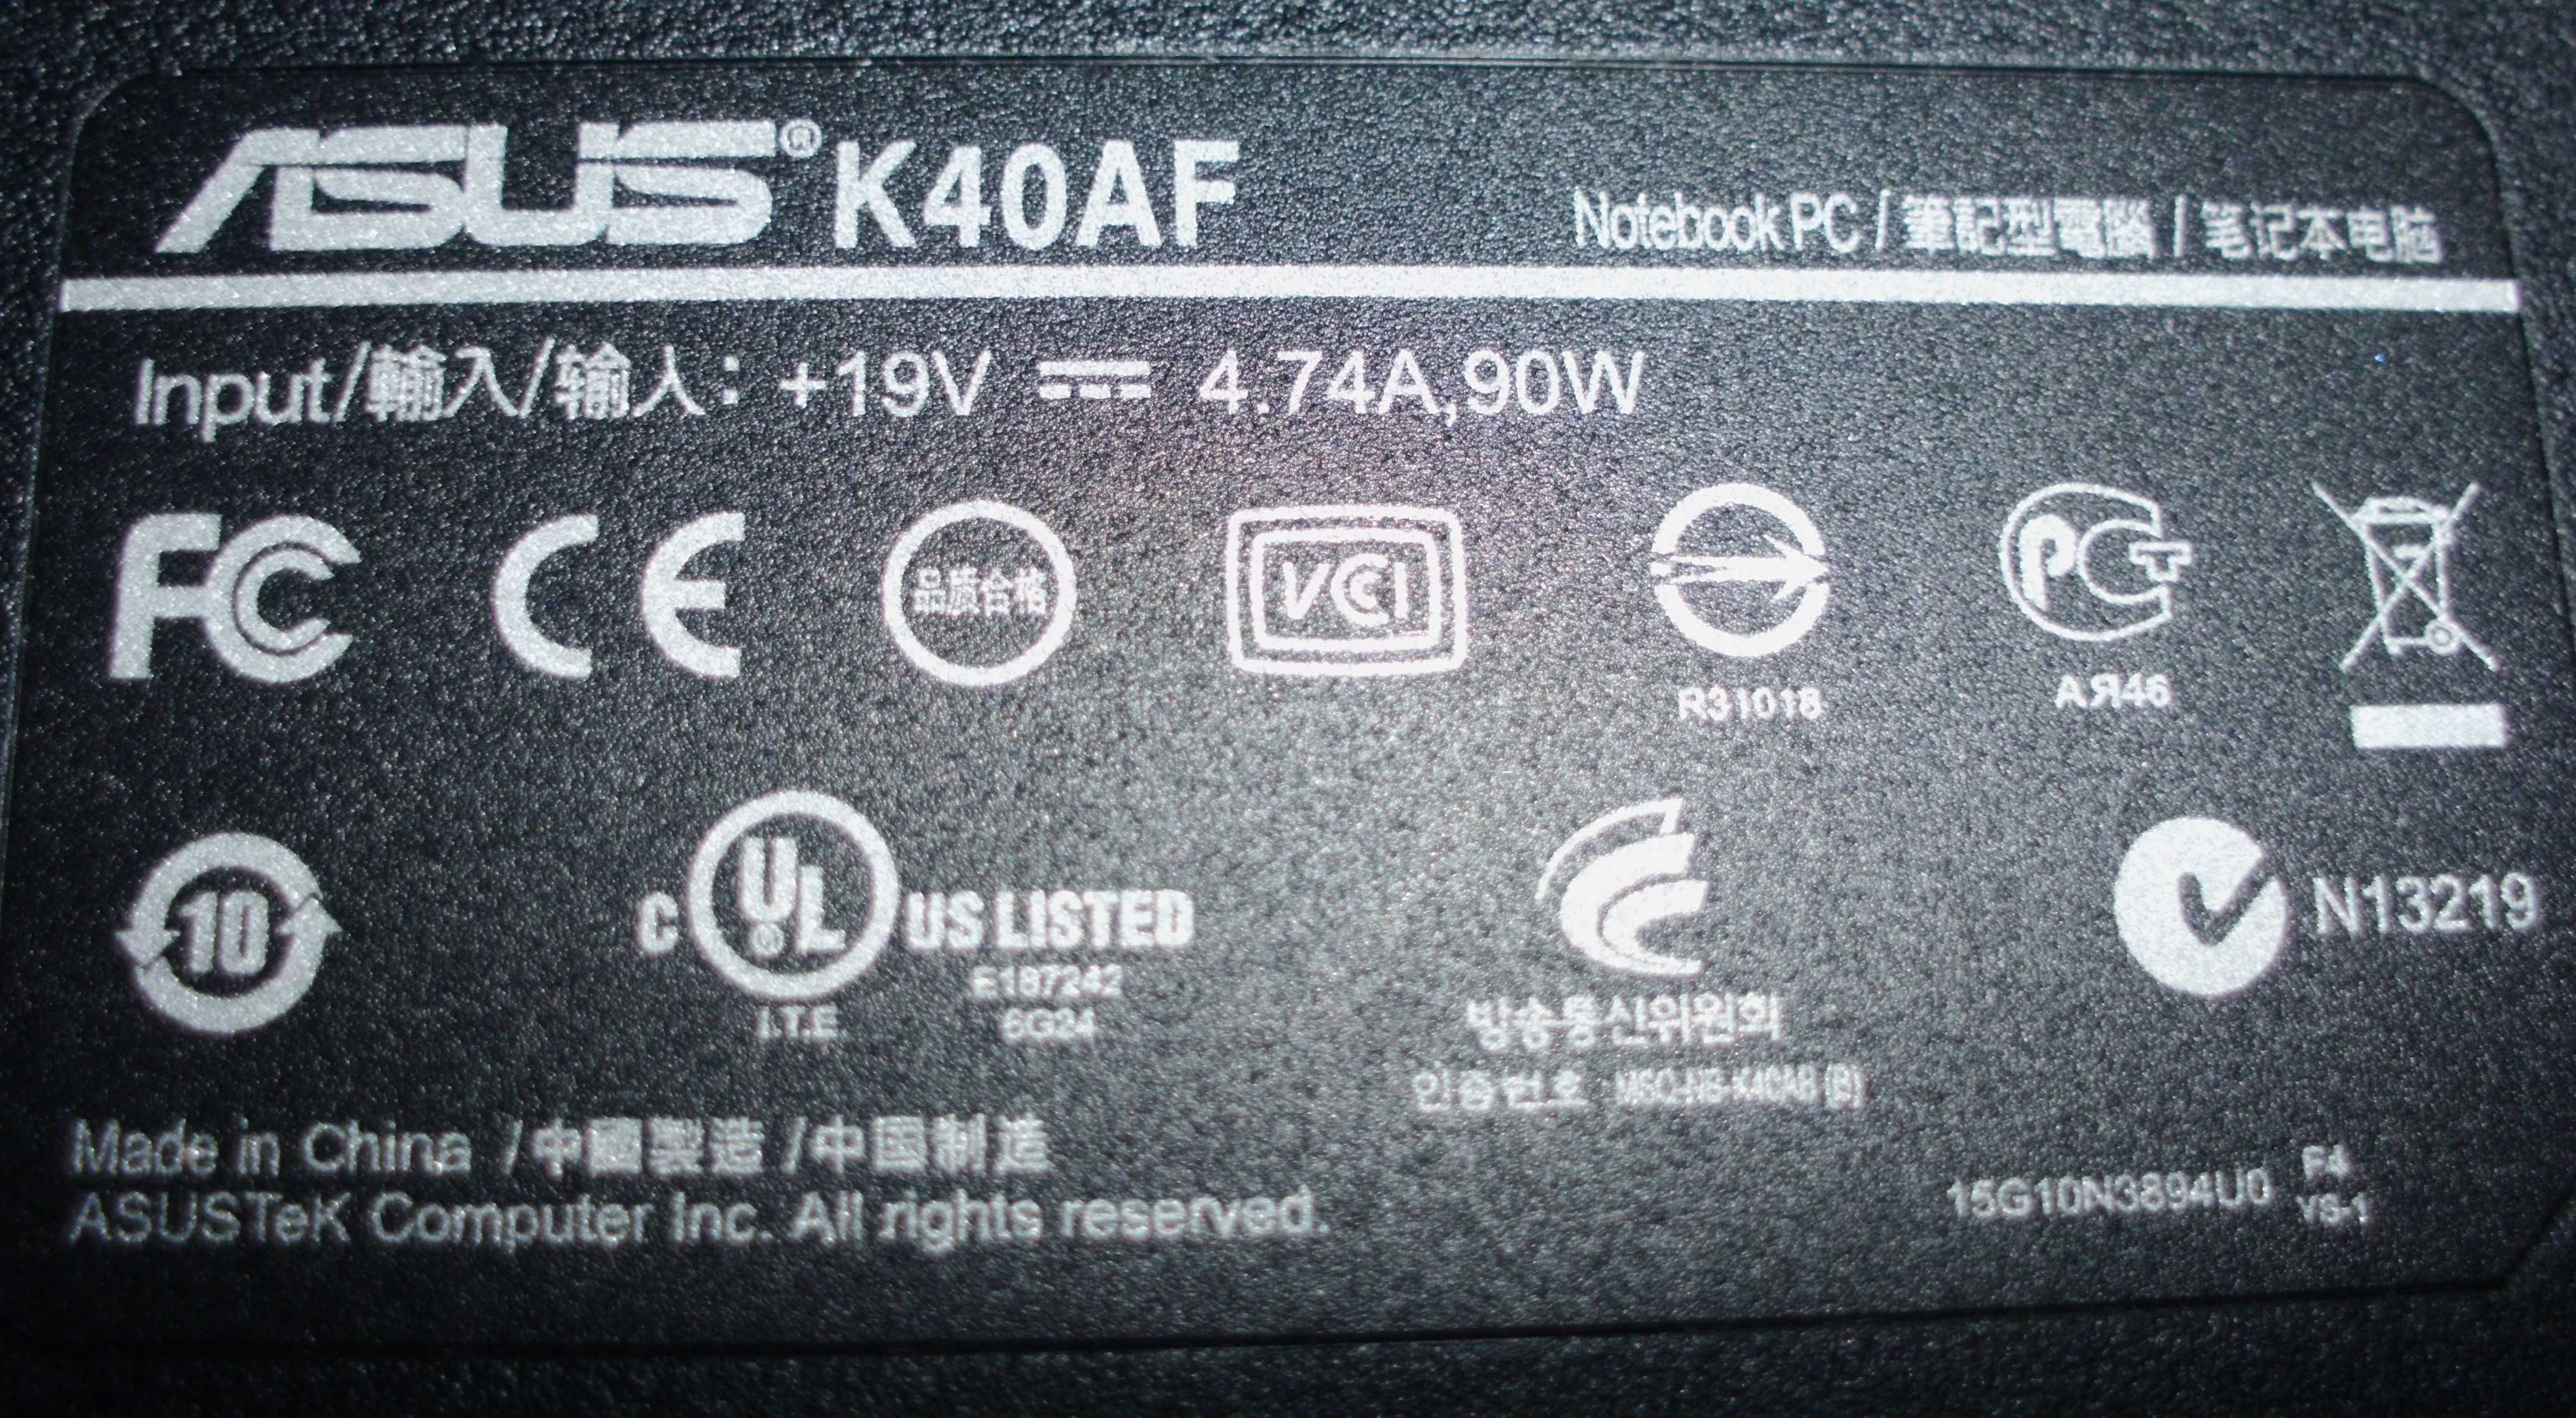 ASUS® K40AF
Notebook PC / 筆記型電腦 / 笔记本电脑
Input/輸入/输入: +19V ⎓ 4.74A,90W
FC CE 品质合格 VCI PCT
R31018 AЯ46
10 C UL® US LISTED N13219
E187242
I.T.E. 6G24
방송통신위원회
인증번호
Made in China /中國製造 /中国制造
ASUSTeK Computer Inc. All rights reserved.
15G10N3894U0